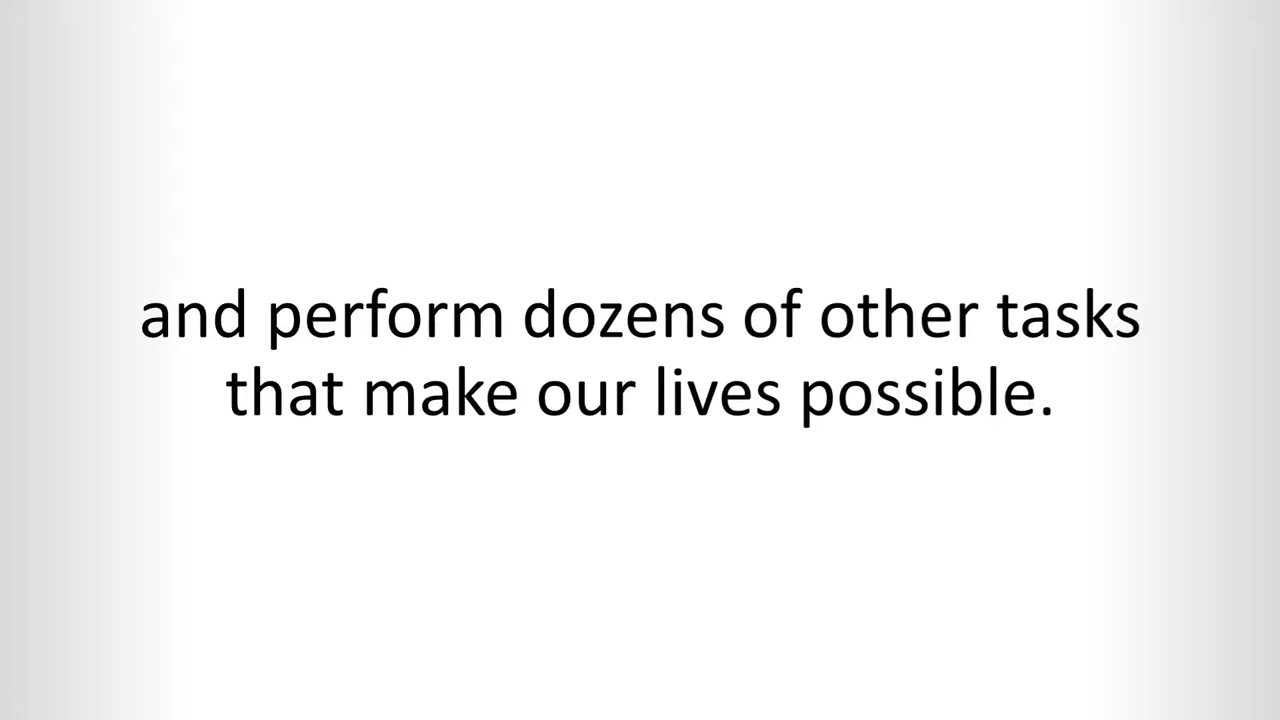 and perform dozens of other tasks
that make our lives possible.